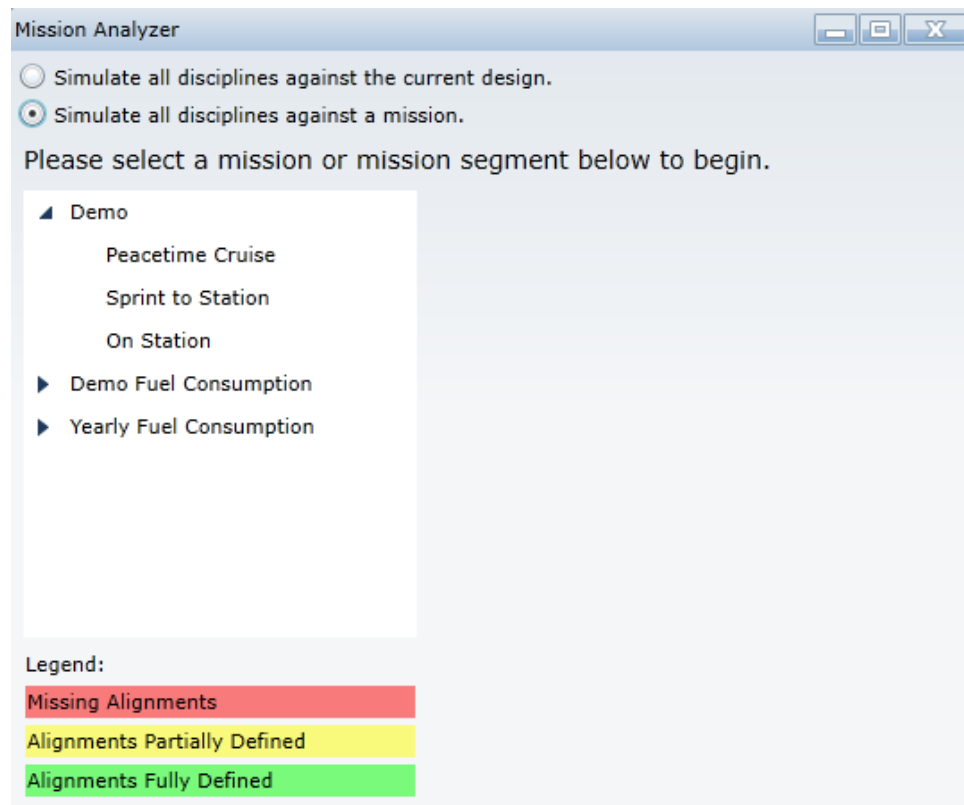 Mission Analyzer
Simulate all disciplines against the current design.
Simulate all disciplines against a mission.
Please select a mission or mission segment below to begin.
Demo
Peacetime Cruise
Sprint to Station
On Station
Demo Fuel Consumption
Yearly Fuel Consumption
Legend:
Missing Alignments
Alignments Partially Defined
Alignments Fully Defined